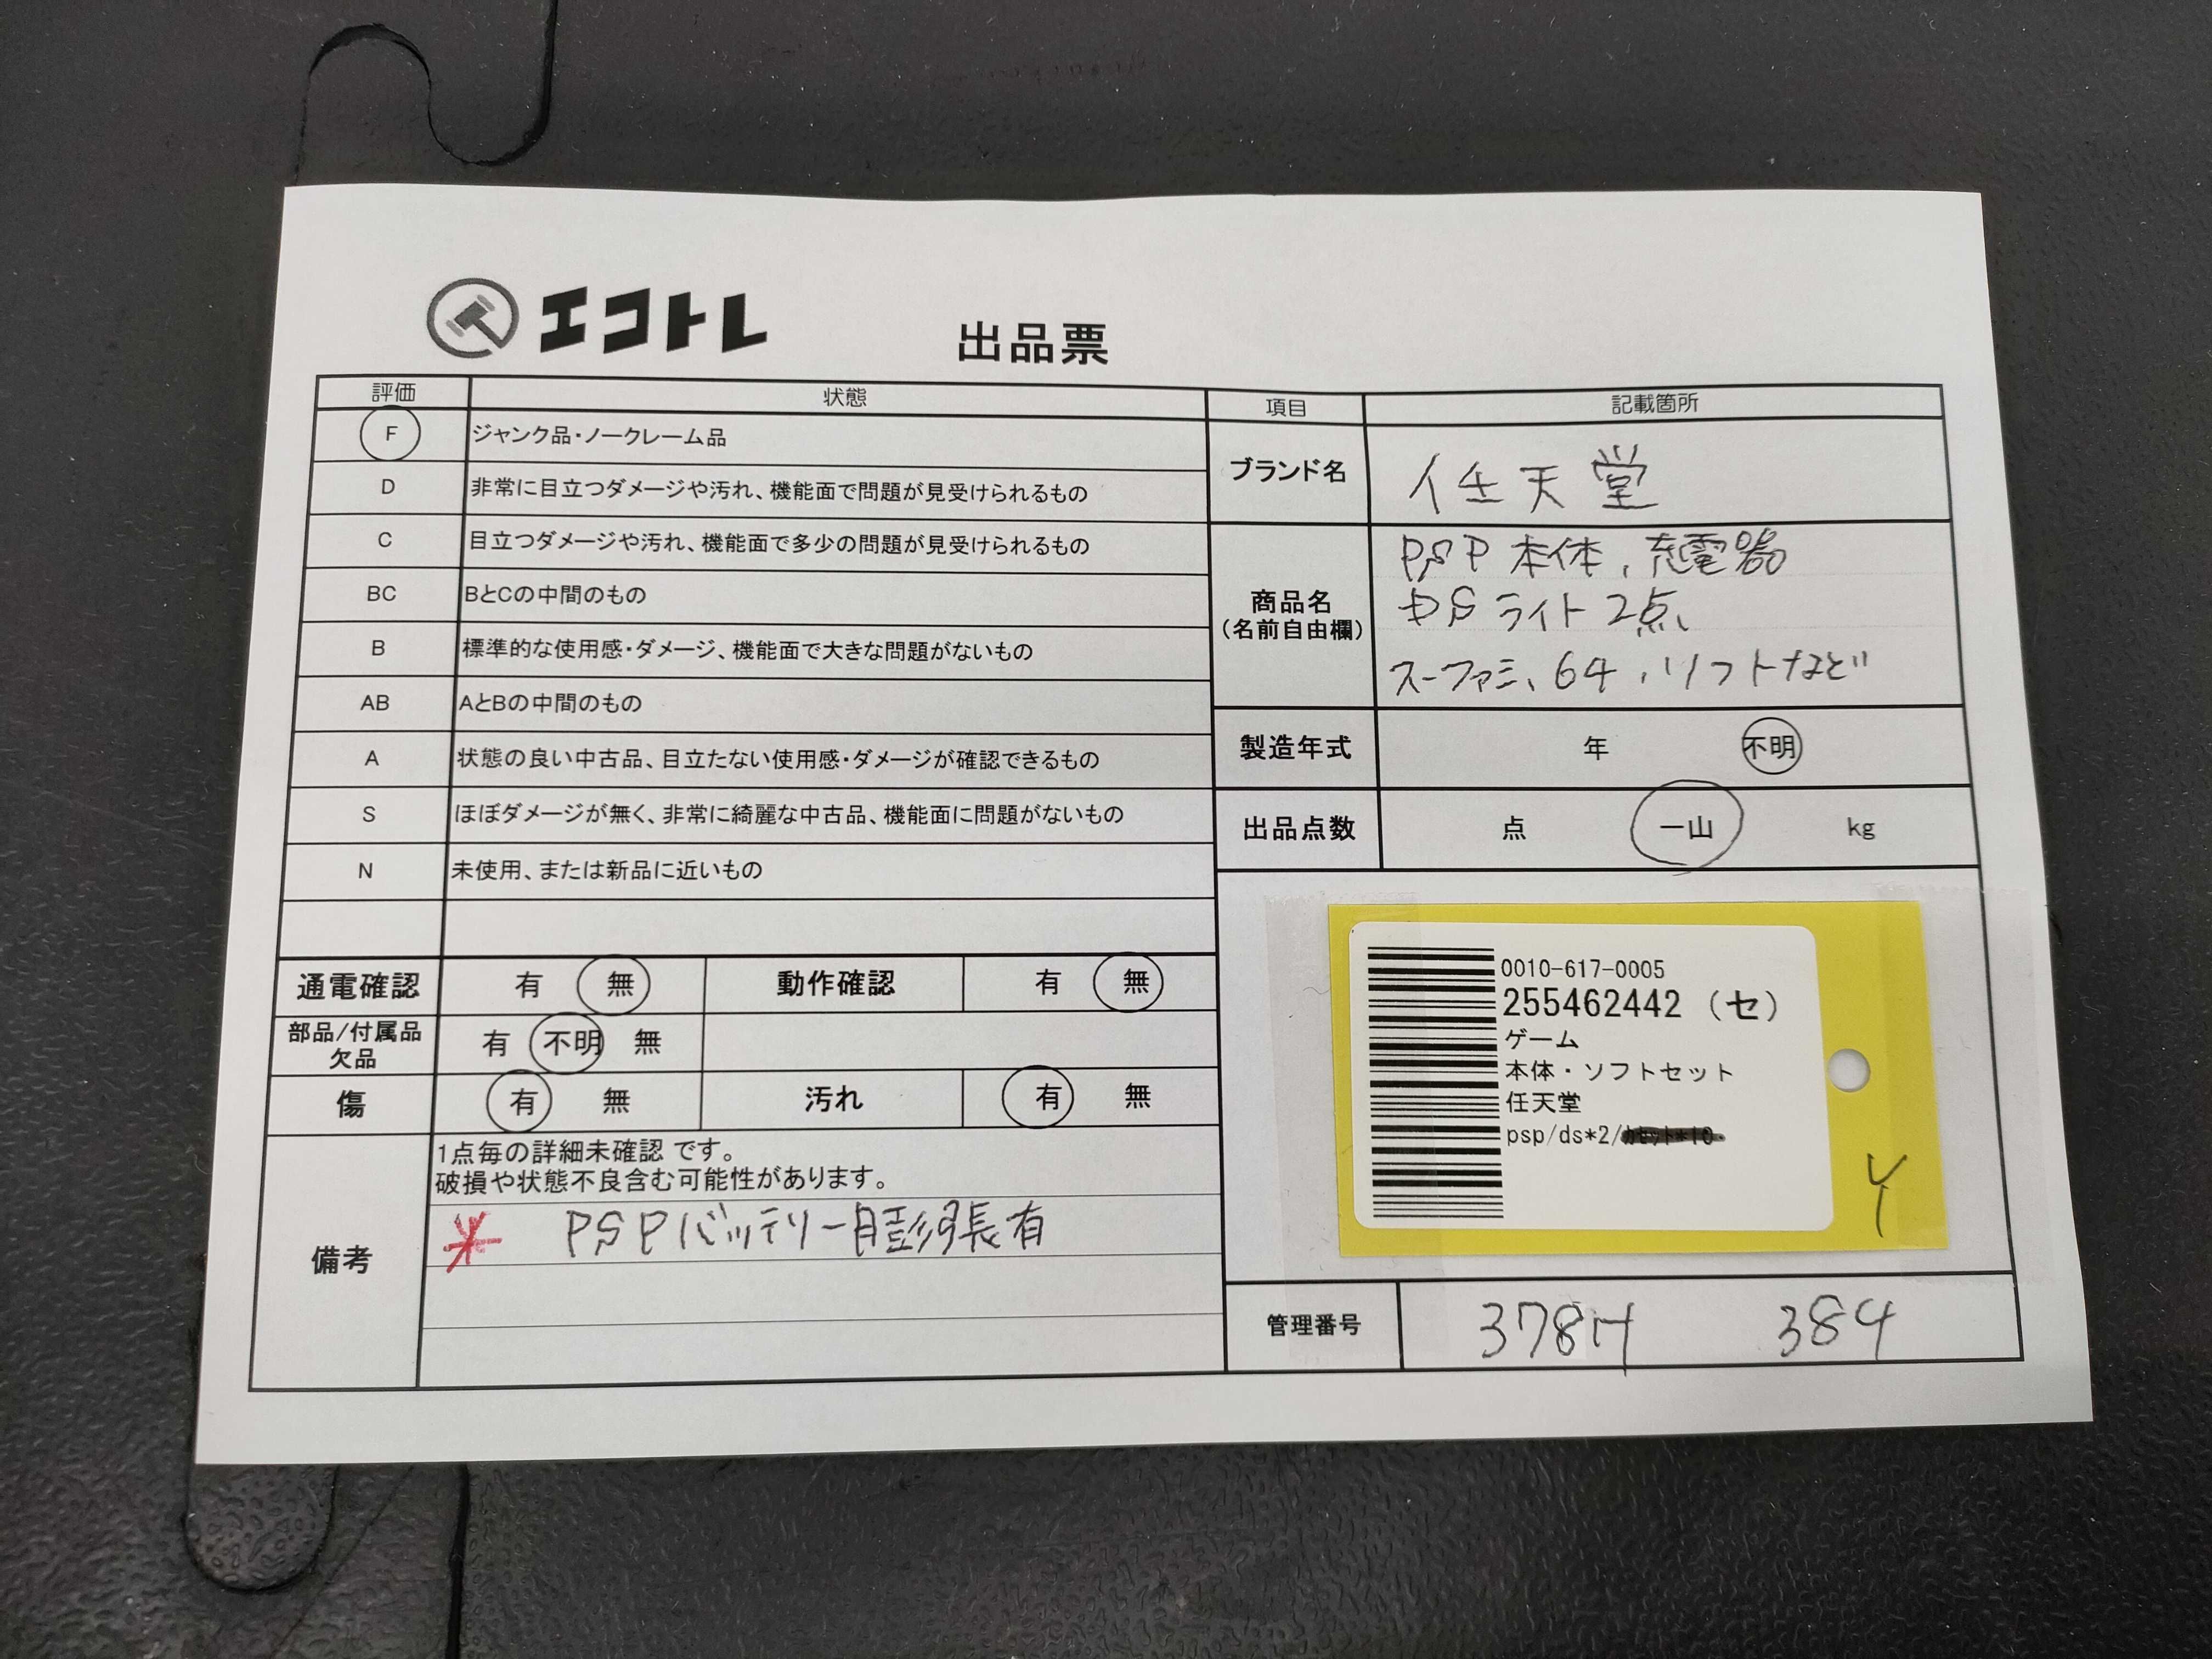 エコトレ
出品票
評価 状態
F ジャンク品・ノークレーム品
D 非常に目立つダメージや汚れ、機能面で問題が見受けられるもの
C 目立つダメージや汚れ、機能面で多少の問題が見受けられるもの
BC BとCの中間のもの
B 標準的な使用感・ダメージ、機能面で大きな問題がないもの
AB AとBの中間のもの
A 状態の良い中古品、目立たない使用感・ダメージが確認できるもの
S ほぼダメージが無く、非常に綺麗な中古品、機能面に問題がないもの
N 未使用、または新品に近いもの
通電確認 有 無 動作確認 有 無
部品/付属品
欠品 有 不明 無
傷 有 無 汚れ 有 無
備考
1点毎の詳細未確認 です。
破損や状態不良含む可能性があります。
※ PSPバッテリー膨張有
項目 記載箇所
ブランド名 任天堂
商品名
(名前自由欄)
PSP 本体、充電器
DSライト 2点、
スーファミ、64、ソフトなど
製造年式 年 不明
出品点数 点 一山 kg
0010-617-0005
255462442 (セ)
ゲーム
本体・ソフトセット
任天堂
psp/ds*2/
Y
管理番号 378H 384